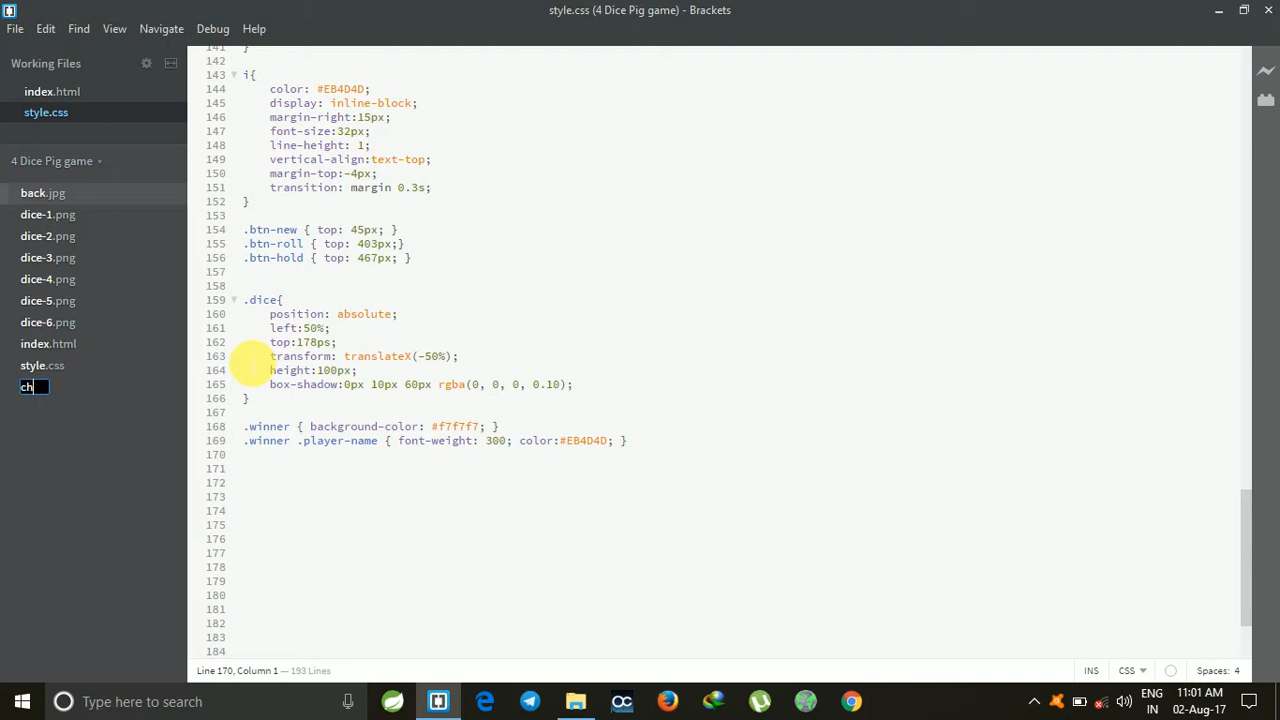 style.css (4 Dice Pig game) - Brackets
File Edit Find View Navigate Debug Help
Working Files
index.html
style.css
4 Dice Pig game
back.jpg
dice-1.png
dice-2.png
dice-3.png
dice-4.png
dice-5.png
dice-6.png
index.html
style.css
ch
141 }
142
143 i{
144 color: #EB4D4D;
145 display: inline-block;
146 margin-right:15px;
147 font-size:32px;
148 line-height: 1;
149 vertical-align:text-top;
150 margin-top:-4px;
151 transition: margin 0.3s;
152 }
153
154 .btn-new { top: 45px; }
155 .btn-roll { top: 403px;}
156 .btn-hold { top: 467px; }
157
158
159 .dice{
160 position: absolute;
161 left:50%;
162 top:178ps;
163 transform: translateX(-50%);
164 height:100px;
165 box-shadow:0px 10px 60px rgba(0, 0, 0, 0.10);
166 }
167
168 .winner { background-color: #f7f7f7; }
169 .winner .player-name { font-weight: 300; color:#EB4D4D; }
170
171
172
173
174
175
176
177
178
179
180
181
182
183
184
Line 170, Column 1 — 193 Lines
INS CSS Spaces: 4
Type here to search
ENG
IN
11:01 AM
02-Aug-17